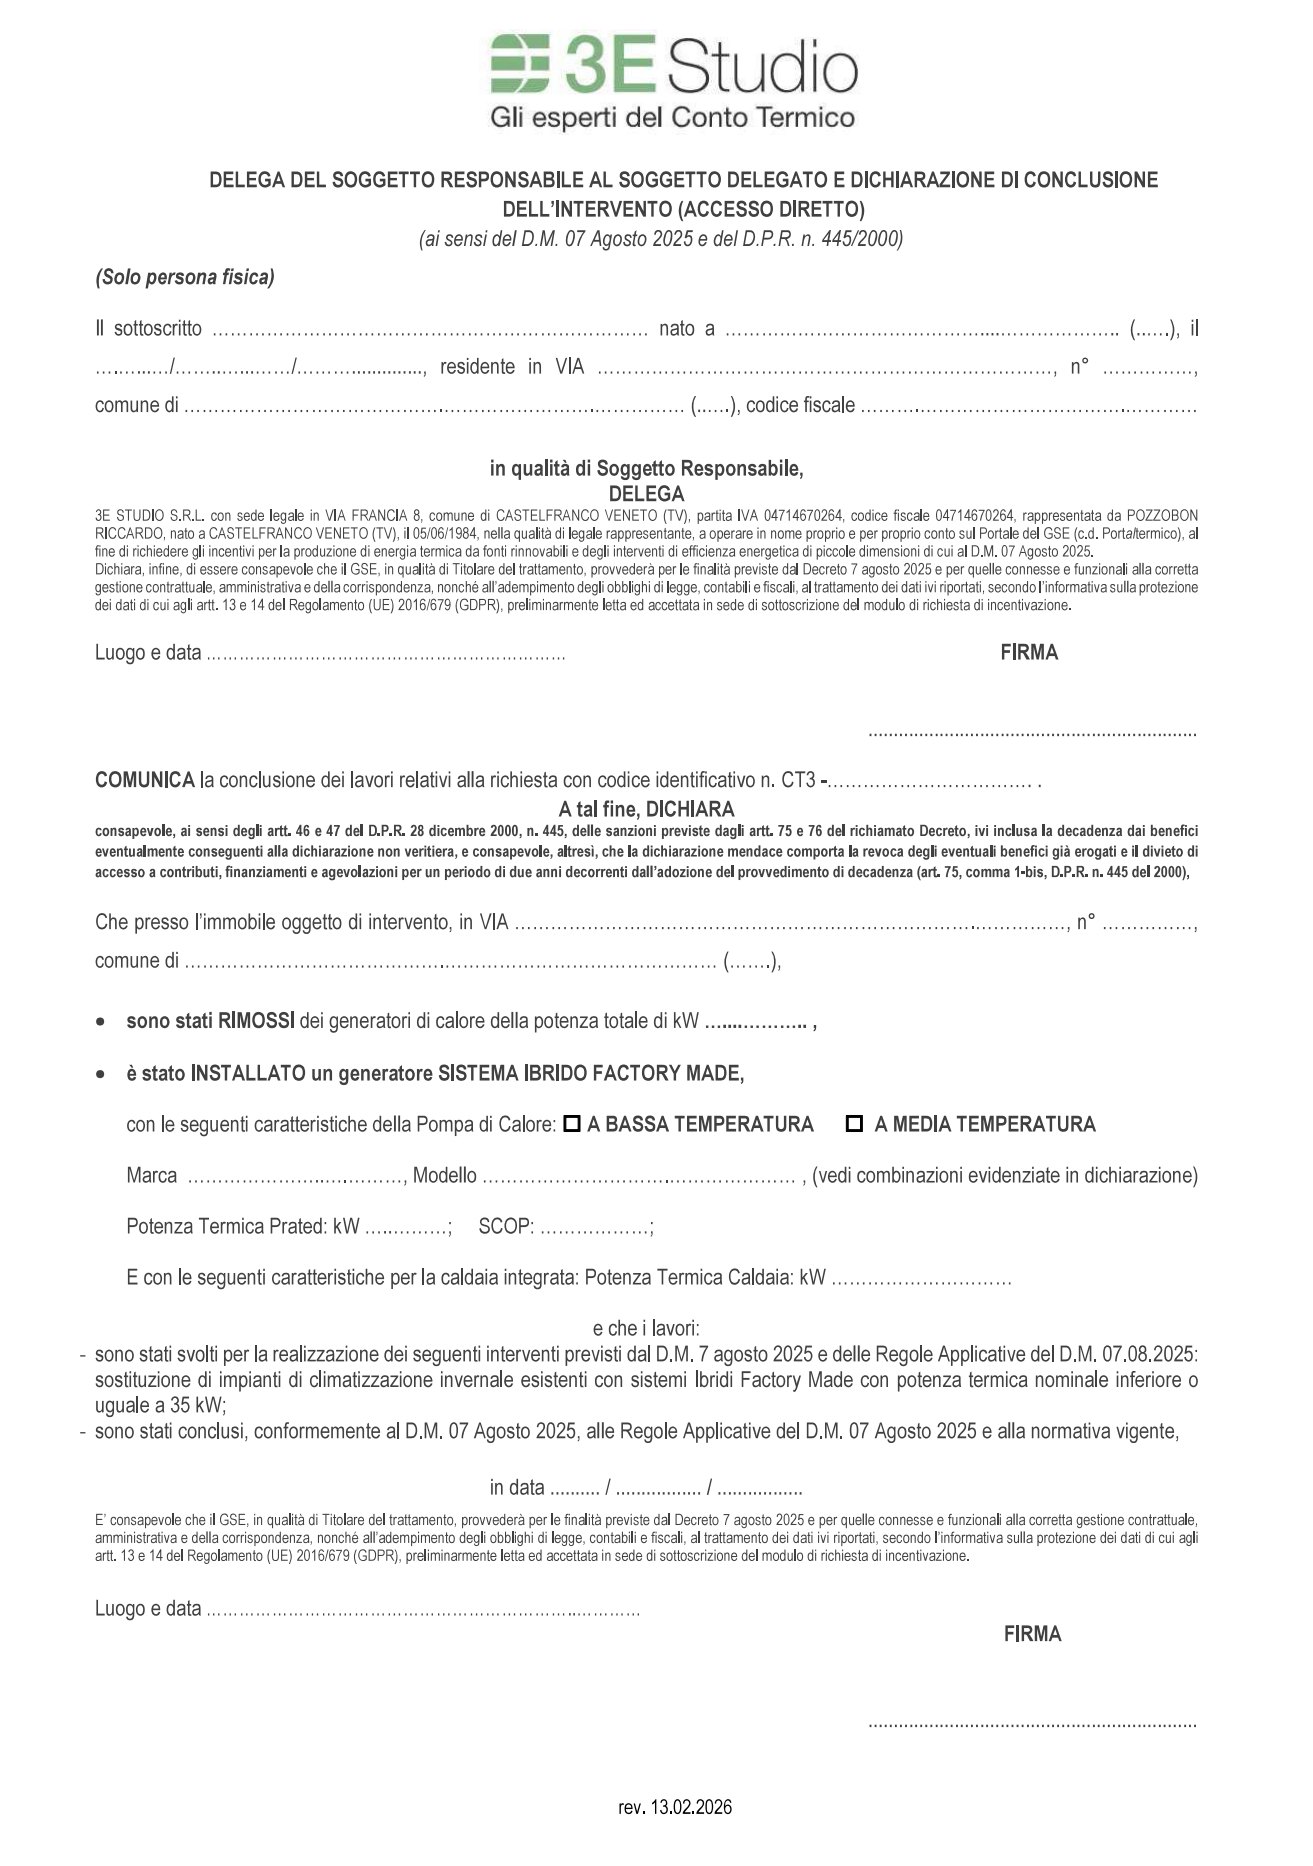 3E Studio
Gli esperti del Conto Termico
DELEGA DEL SOGGETTO RESPONSABILE AL SOGGETTO DELEGATO E DICHIARAZIONE DI CONCLUSIONE
DELL'INTERVENTO (ACCESSO DIRETTO)
(ai sensi del D.M. 07 Agosto 2025 e del D.P.R. n. 445/2000)
(Solo persona fisica)
Il sottoscritto ……………………………………………………………… nato a ……………………………………...……………….. (...…), il
……..…/……..…...……/………............., residente in VIA …………………………………………………………………, n° ……………,
comune di …………………………………….…………………….…………… (..….), codice fiscale ……….…………………………….…………
in qualità di Soggetto Responsabile,
DELEGA
3E STUDIO S.R.L. con sede legale in VIA FRANCIA 8, comune di CASTELFRANCO VENETO (TV), partita IVA 04714670264, codice fiscale 04714670264, rappresentata da POZZOBON
RICCARDO, nato a CASTELFRANCO VENETO (TV), il 05/06/1984, nella qualità di legale rappresentante, a operare in nome proprio e per proprio conto sul Portale del GSE (c.d. Portaltermico), al
fine di richiedere gli incentivi per la produzione di energia termica da fonti rinnovabili e degli interventi di efficienza energetica di piccole dimensioni di cui al D.M. 07 Agosto 2025.
Dichiara, infine, di essere consapevole che il GSE, in qualità di Titolare del trattamento, provvederà per le finalità previste dal Decreto 7 agosto 2025 e per quelle connesse e funzionali alla corretta
gestione contrattuale, amministrativa e della corrispondenza, nonché all'adempimento degli obblighi di legge, contabili e fiscali, al trattamento dei dati ivi riportati, secondo l'informativa sulla protezione
dei dati di cui agli artt. 13 e 14 del Regolamento (UE) 2016/679 (GDPR), preliminarmente letta ed accettata in sede di sottoscrizione del modulo di richiesta di incentivazione.
Luogo e data ………………………………………………………… FIRMA
.................................................................
COMUNICA la conclusione dei lavori relativi alla richiesta con codice identificativo n. CT3 -……………………………. .
A tal fine, DICHIARA
consapevole, ai sensi degli artt. 46 e 47 del D.P.R. 28 dicembre 2000, n. 445, delle sanzioni previste dagli artt. 75 e 76 del richiamato Decreto, ivi inclusa la decadenza dai benefici
eventualmente conseguenti alla dichiarazione non veritiera, e consapevole, altresì, che la dichiarazione mendace comporta la revoca degli eventuali benefici già erogati e il divieto di
accesso a contributi, finanziamenti e agevolazioni per un periodo di due anni decorrenti dall'adozione del provvedimento di decadenza (art. 75, comma 1-bis, D.P.R. n. 445 del 2000),
Che presso l'immobile oggetto di intervento, in VIA ………………………………………………………………….……………, n° ……………,
comune di …………………………………….……………………………………… (…….),
• sono stati RIMOSSI dei generatori di calore della potenza totale di kW …....……….. ,
• è stato INSTALLATO un generatore SISTEMA IBRIDO FACTORY MADE,
con le seguenti caratteristiche della Pompa di Calore: ☐ A BASSA TEMPERATURA ☐ A MEDIA TEMPERATURA
Marca …………………..….………, Modello ………………………….………………… , (vedi combinazioni evidenziate in dichiarazione)
Potenza Termica Prated: kW …..………; SCOP: ………………;
E con le seguenti caratteristiche per la caldaia integrata: Potenza Termica Caldaia: kW …………………………
e che i lavori:
- sono stati svolti per la realizzazione dei seguenti interventi previsti dal D.M. 7 agosto 2025 e delle Regole Applicative del D.M. 07.08.2025:
sostituzione di impianti di climatizzazione invernale esistenti con sistemi Ibridi Factory Made con potenza termica nominale inferiore o
uguale a 35 kW;
- sono stati conclusi, conformemente al D.M. 07 Agosto 2025, alle Regole Applicative del D.M. 07 Agosto 2025 e alla normativa vigente,
in data .......... / ................. / .................
E' consapevole che il GSE, in qualità di Titolare del trattamento, provvederà per le finalità previste dal Decreto 7 agosto 2025 e per quelle connesse e funzionali alla corretta gestione contrattuale,
amministrativa e della corrispondenza, nonché all'adempimento degli obblighi di legge, contabili e fiscali, al trattamento dei dati ivi riportati, secondo l'informativa sulla protezione dei dati di cui agli
artt. 13 e 14 del Regolamento (UE) 2016/679 (GDPR), preliminarmente letta ed accettata in sede di sottoscrizione del modulo di richiesta di incentivazione.
Luogo e data …………………………………………………………..…………
FIRMA
.................................................................
rev. 13.02.2026